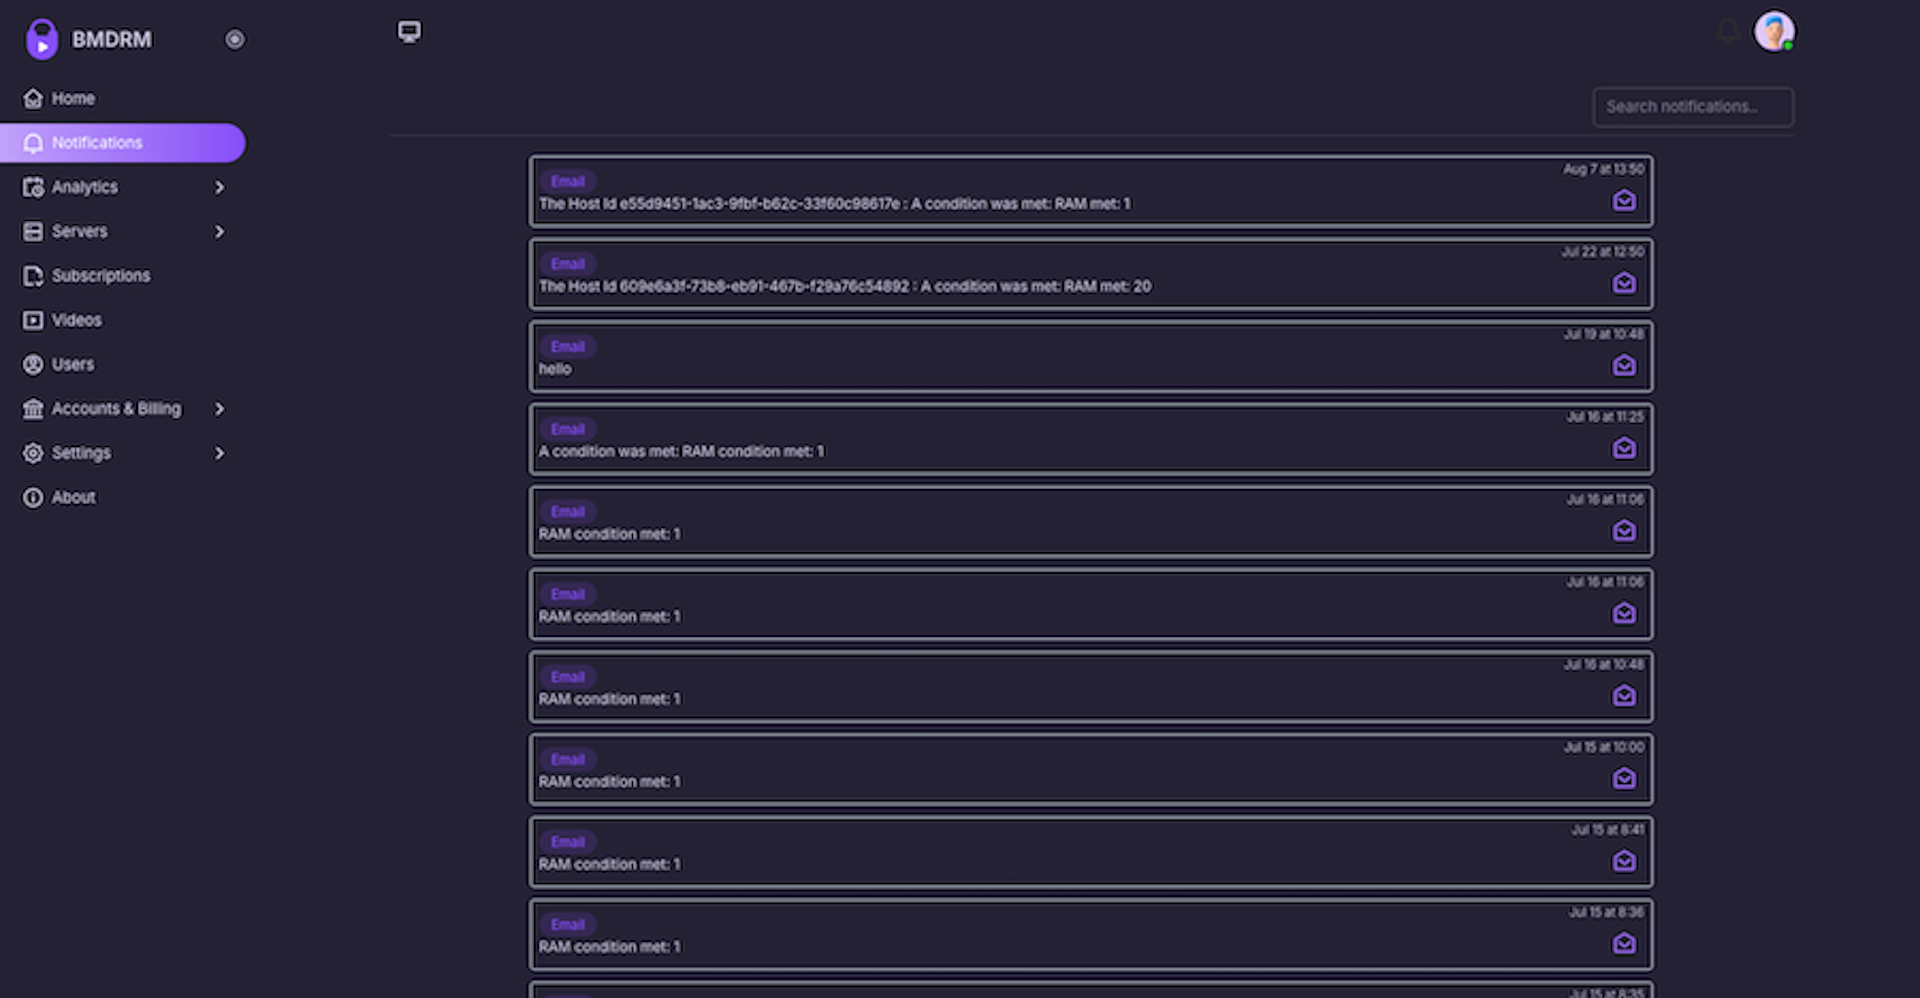 BMDRM
Home
Notifications
Analytics
Servers
Subscriptions
Videos
Users
Accounts & Billing
Settings
About
Search notifications..
Email
Aug 7 at 13:50
The Host Id e55d9451-1ac3-9fbf-b62c-33f60c98617e : A condition was met: RAM met: 1
Email
Jul 22 at 12:50
The Host Id 609e6a3f-73b8-eb91-467b-f29a76c54892 : A condition was met: RAM met: 20
Email
Jul 19 at 10:48
hello
Email
Jul 16 at 11:25
A condition was met: RAM condition met: 1
Email
Jul 16 at 11:06
RAM condition met: 1
Email
Jul 16 at 11:06
RAM condition met: 1
Email
Jul 16 at 10:48
RAM condition met: 1
Email
Jul 15 at 10:00
RAM condition met: 1
Email
Jul 15 at 8:41
RAM condition met: 1
Email
Jul 15 at 8:36
RAM condition met: 1
Jul 15 at 8:35